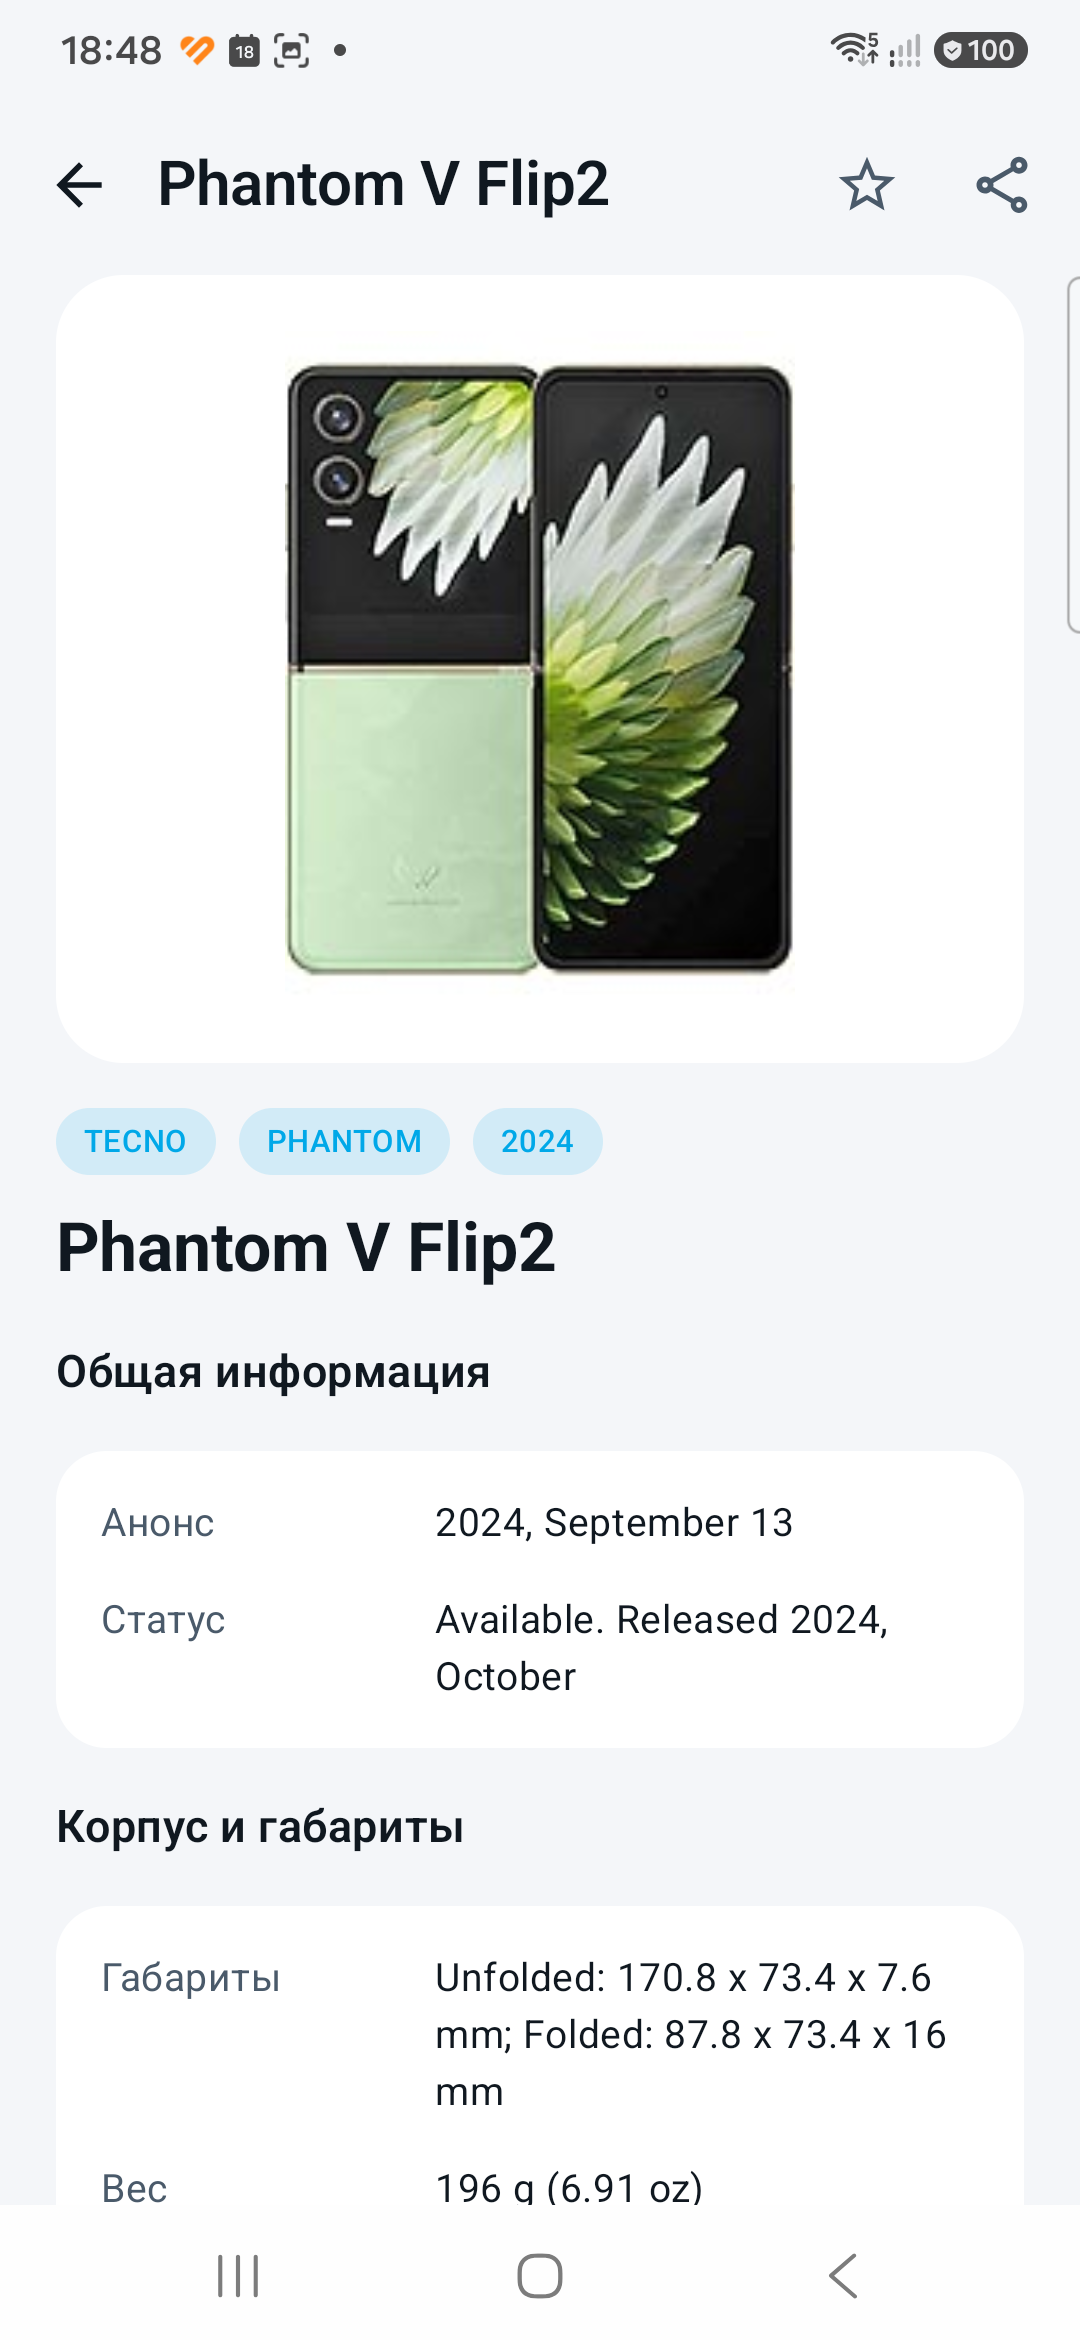 18:48
18
5
100
Phantom V Flip2
TECNO
PHANTOM
2024
Phantom V Flip2
Общая информация
Анонс
2024, September 13
Статус
Available. Released 2024,
October
Корпус и габариты
Габариты
Unfolded: 170.8 x 73.4 x 7.6
mm; Folded: 87.8 x 73.4 x 16
mm
Вес
196 g (6.91 oz)